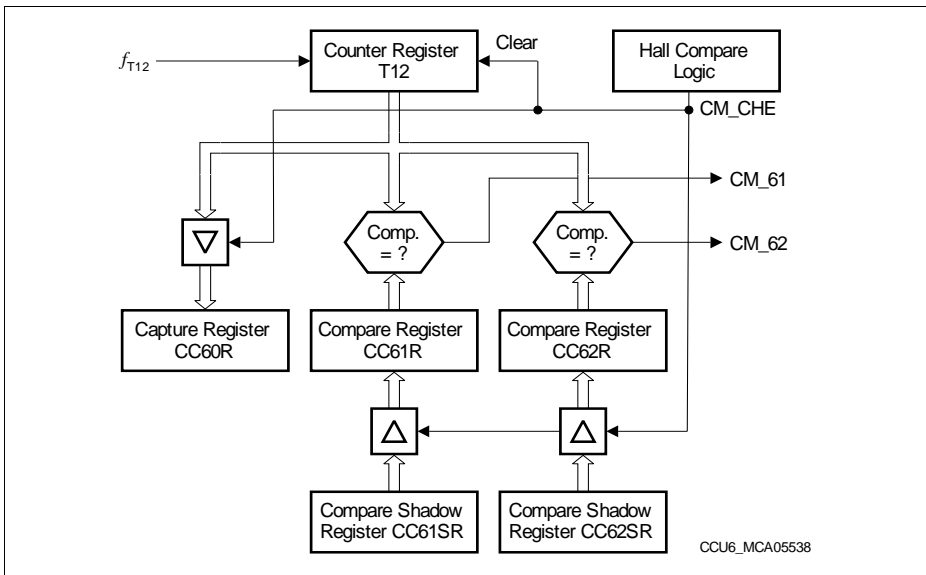 Counter Register
T12
Clear
Hall Compare
Logic
fT12
CM_CHE
CM_61
Comp.
= ?
Comp.
= ?
CM_62
Capture Register
CC60R
Compare Register
CC61R
Compare Register
CC62R
Compare Shadow
Register CC61SR
Compare Shadow
Register CC62SR
CCU6_MCA05538